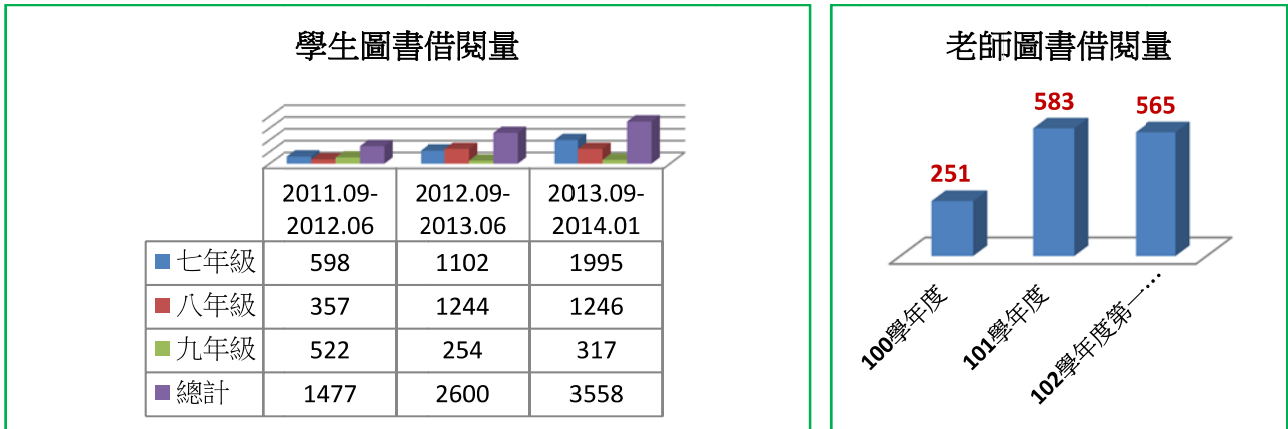 學生圖書借閱量
2011.09-
2012.06
2012.09-
2013.06
2013.09-
2014.01
七年級 598 1102 1995
八年級 357 1244 1246
九年級 522 254 317
總計 1477 2600 3558
老師圖書借閱量
251
583
565
100學年度
101學年度
102學年度第一…